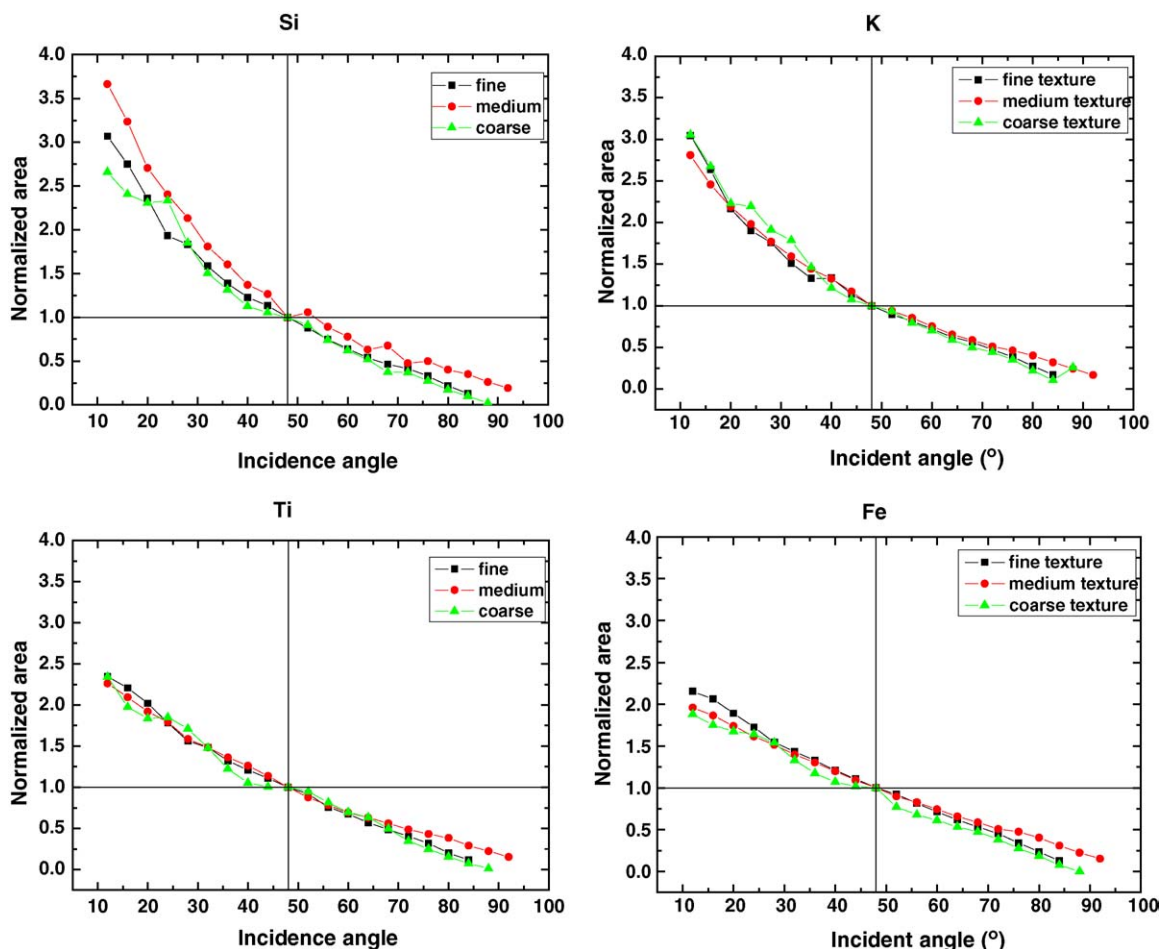 Si
4.0
3.5
3.0
2.5
2.0
1.5
1.0
0.5
0.0
Normalized area
fine
medium
coarse
10 20 30 40 50 60 70 80 90 100
Incidence angle
K
4.0
3.5
3.0
2.5
2.0
1.5
1.0
0.5
0.0
Normalized area
fine texture
medium texture
coarse texture
10 20 30 40 50 60 70 80 90 100
Incident angle (°)
Ti
4.0
3.5
3.0
2.5
2.0
1.5
1.0
0.5
0.0
Normalized area
fine
medium
coarse
10 20 30 40 50 60 70 80 90 100
Incidence angle
Fe
4.0
3.5
3.0
2.5
2.0
1.5
1.0
0.5
0.0
Normalized area
fine texture
medium texture
coarse texture
10 20 30 40 50 60 70 80 90 100
Incident angle (°)